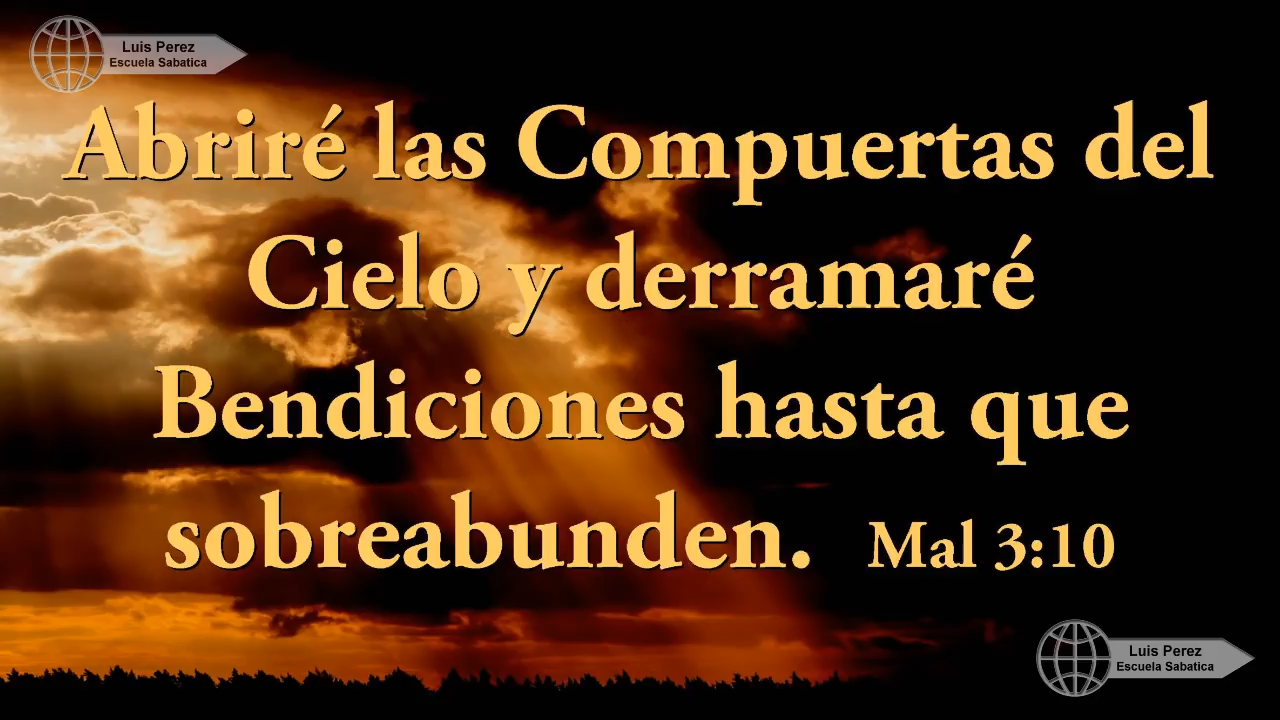 Luis Perez
Escuela Sabatica
Abriré las Compuertas del
Cielo y derramaré
Bendiciones hasta que
sobreabunden. Mal 3:10
Luis Perez
Escuela Sabatica